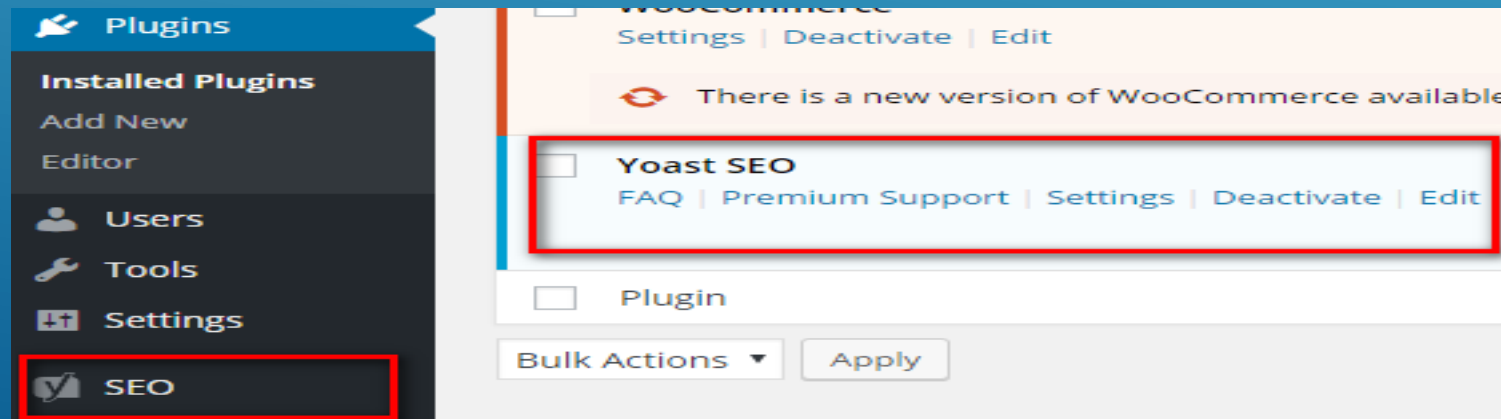 Plugins
Installed Plugins
Add New
Editor
Users
Tools
Settings
SEO
WooCommerce
Settings | Deactivate | Edit
There is a new version of WooCommerce available
Yoast SEO
FAQ | Premium Support | Settings | Deactivate | Edit
Plugin
Bulk Actions
Apply